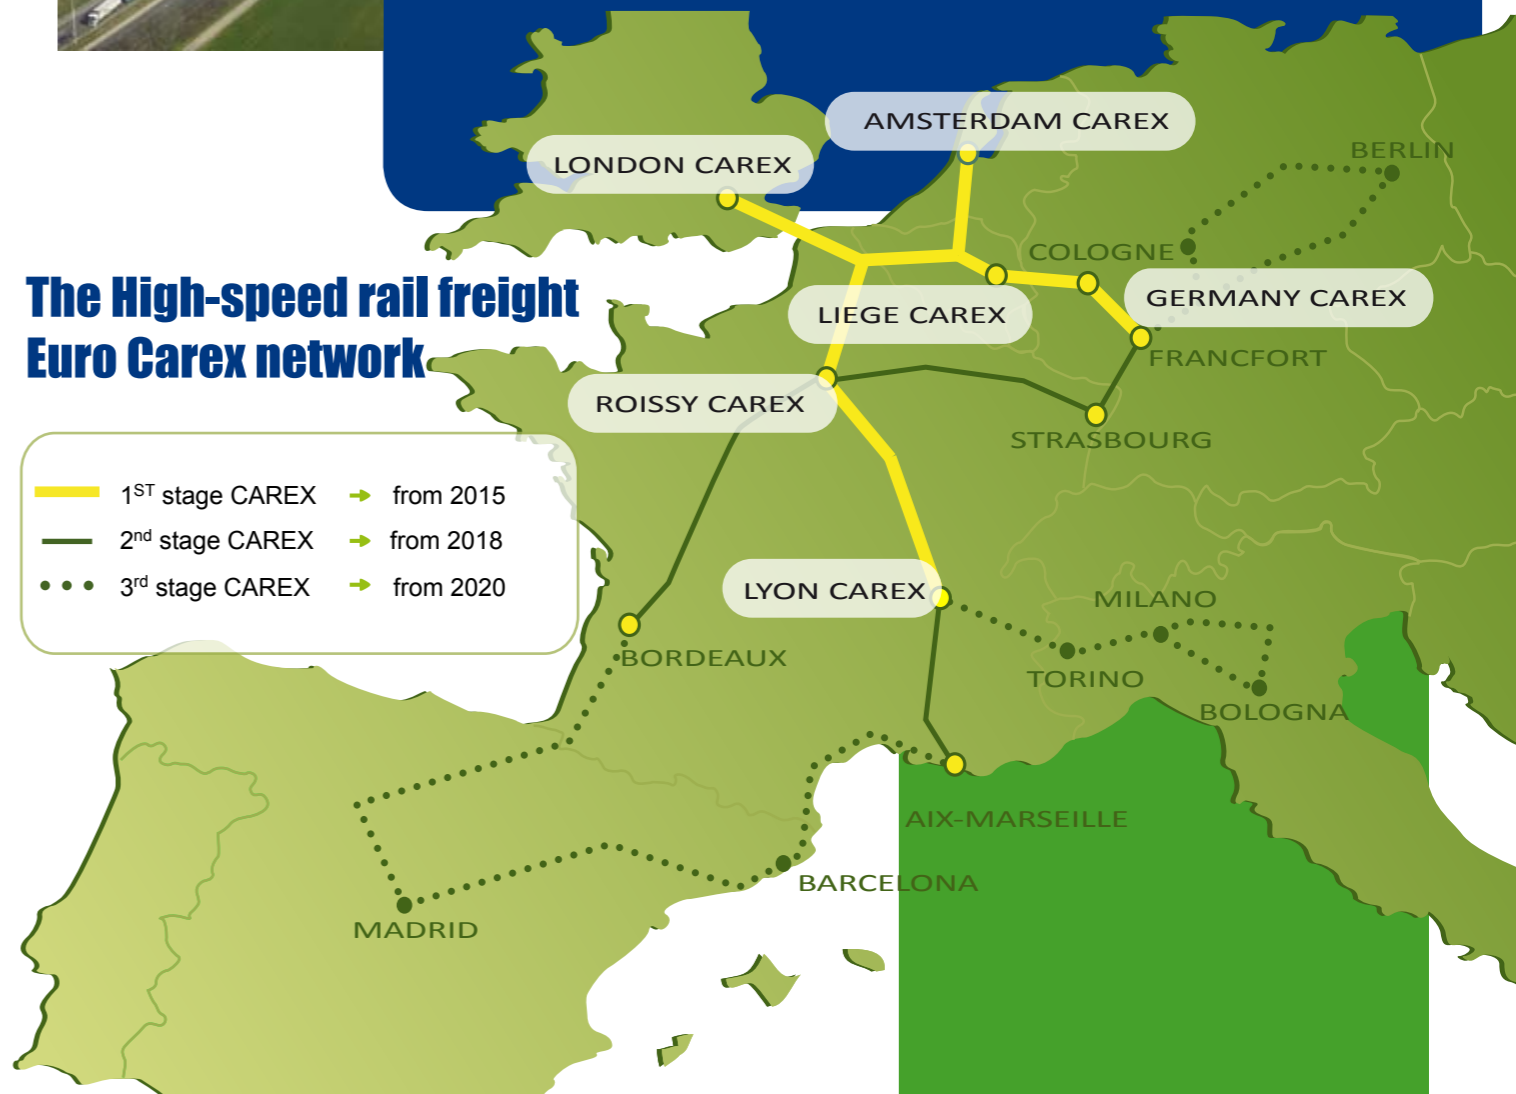 AMSTERDAM CAREX
BERLIN
LONDON CAREX
COLOGNE
The High-speed rail freight
Euro Carex network
GERMANY CAREX
LIEGE CAREX
FRANCFORT
ROISSY CAREX
STRASBOURG
1ST stage CAREX from 2015
2nd stage CAREX from 2018
3rd stage CAREX from 2020
LYON CAREX
MILANO
BORDEAUX
TORINO
BOLOGNA
AIX-MARSEILLE
BARCELONA
MADRID